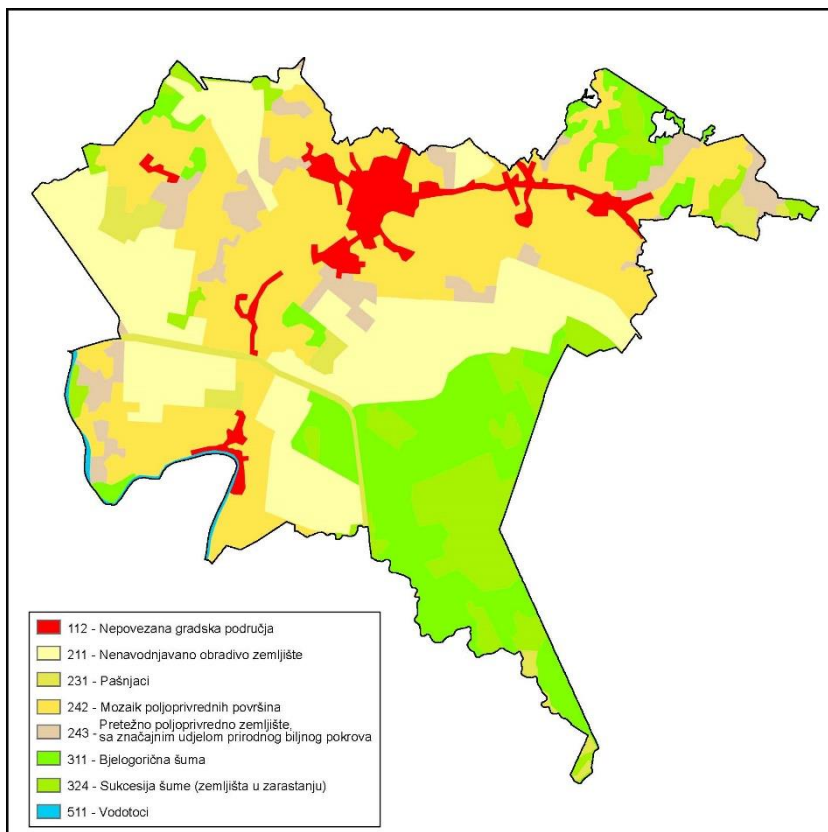 112 - Nepovezana gradska područja
211 - Nenavodnjavano obradivo zemljište
231 - Pašnjaci
242 - Mozaik poljoprivrednih površina
243 - Pretežno poljoprivredno zemljište,
sa značajnim udjelom prirodnog biljnog pokrova
311 - Bjelogorična šuma
324 - Sukcesija šume (zemljišta u zarastanju)
511 - Vodotoci